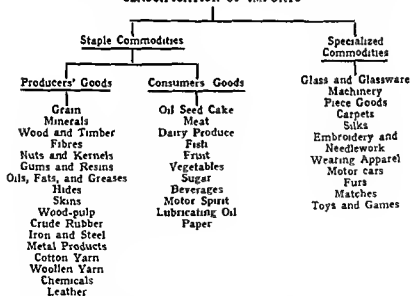 CLASSIFICATION OF IMPORTS
Staple Commodities
Specialized
Commodities
Producers' Goods
Consumers Goods
Grain
Minerals
Wood and Timber
Fibres
Nuts and Kernels
Gums and Resins
Oils, Fats, and Greases
Hides
Skins
Wood-pulp
Crude Rubber
Iron and Steel
Metal Products
Cotton Yarn
Woollen Yarn
Chemicals
Leather
Oil Seed Cake
Meat
Dairy Produce
Fish
Fruit
Vegetables
Sugar
Beverages
Motor Spirit
Lubricating Oil
Paper
Glass and Glassware
Machinery
Piece Goods
Carpets
Silks
Embroidery and
Needlework
Wearing Apparel
Motor cars
Furs
Matches
Toys and Games